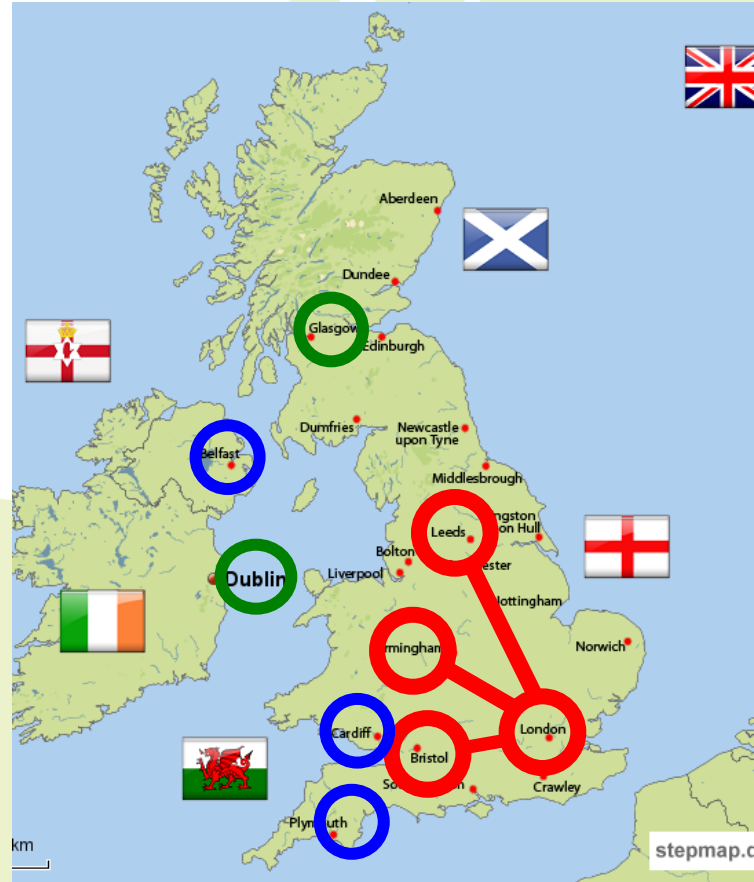 Aberdeen
Dundee
Glasgow
Edinburgh
Dumfries
Newcastle
upon Tyne
Belfast
Middlesbrough
Leeds
Bolton
Liverpool
Dublin
Norwich
Cardiff
Bristol
London
Crawley
Plymouth
km
stepmap.d